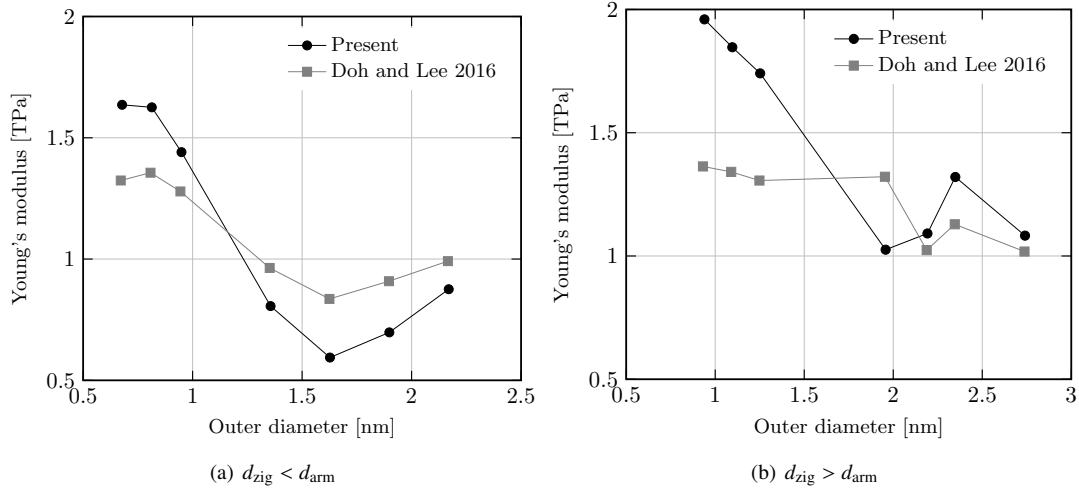 2
1.5
1
0.5
Young's modulus [TPa]
Present
Doh and Lee 2016
0.5
1
1.5
2
2.5
Outer diameter [nm]
(a) d_zig < d_arm
2
1.5
1
0.5
Young's modulus [TPa]
Present
Doh and Lee 2016
0.5
1
1.5
2
2.5
3
Outer diameter [nm]
(b) d_zig > d_arm